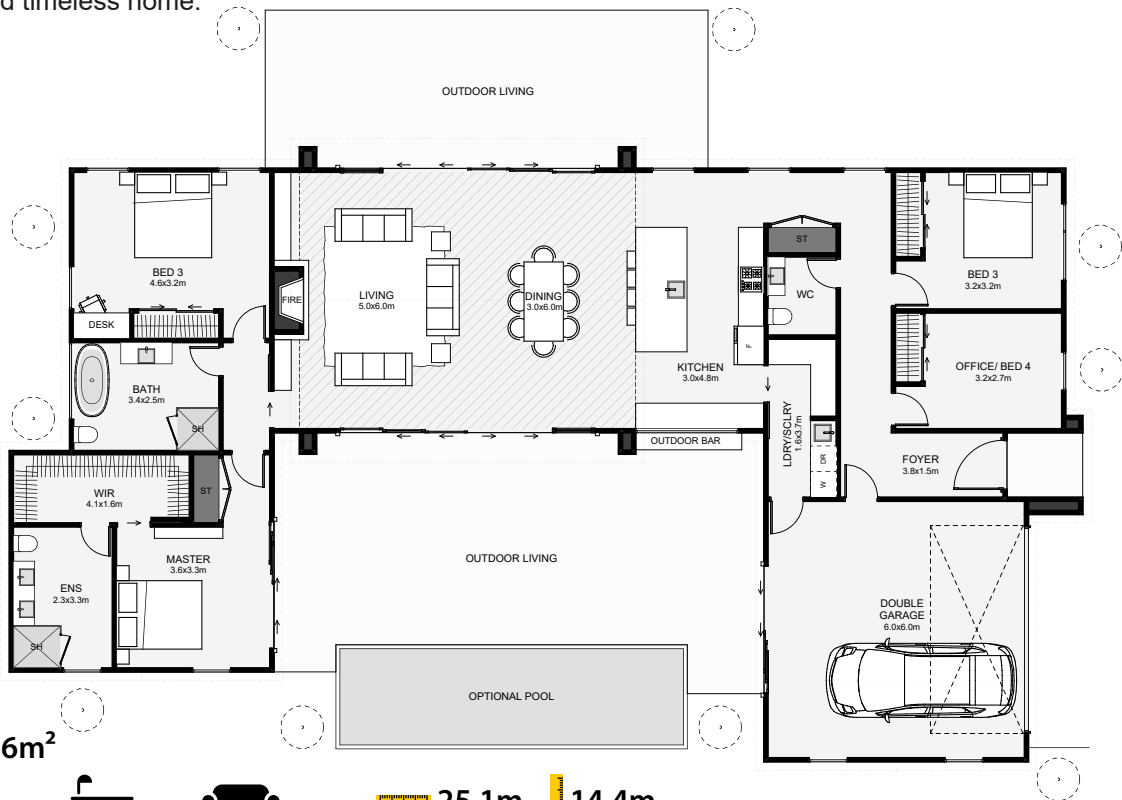 d timeless home.
OUTDOOR LIVING
BED 3
4.6x3.2m
DESK
FIRE
LIVING
5.0x6.0m
DINING
3.0x6.0m
KITCHEN
3.0x4.8m
F
ST
WC
BED 3
3.2x3.2m
OFFICE/ BED 4
3.2x2.7m
BATH
3.4x2.5m
SH
OUTDOOR BAR
LDRY/SCLRY
1.6x3.7m
DR
W
FOYER
3.8x1.5m
WIR
4.1x1.6m
ST
MASTER
3.6x3.3m
ENS
2.3x3.3m
SH
OUTDOOR LIVING
DOUBLE
GARAGE
6.0x6.0m
OPTIONAL POOL
6m²
25.1m
14.4m